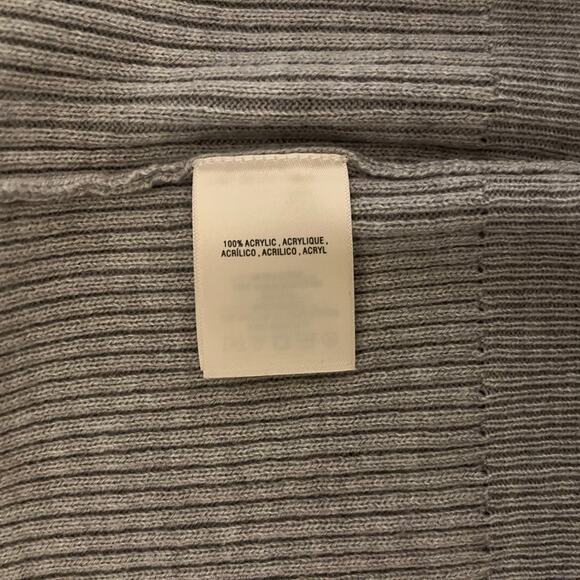 100% ACRYLIC , ACRYLIQUE ,
ACRÍLICO , ACRILICO , ACRYL